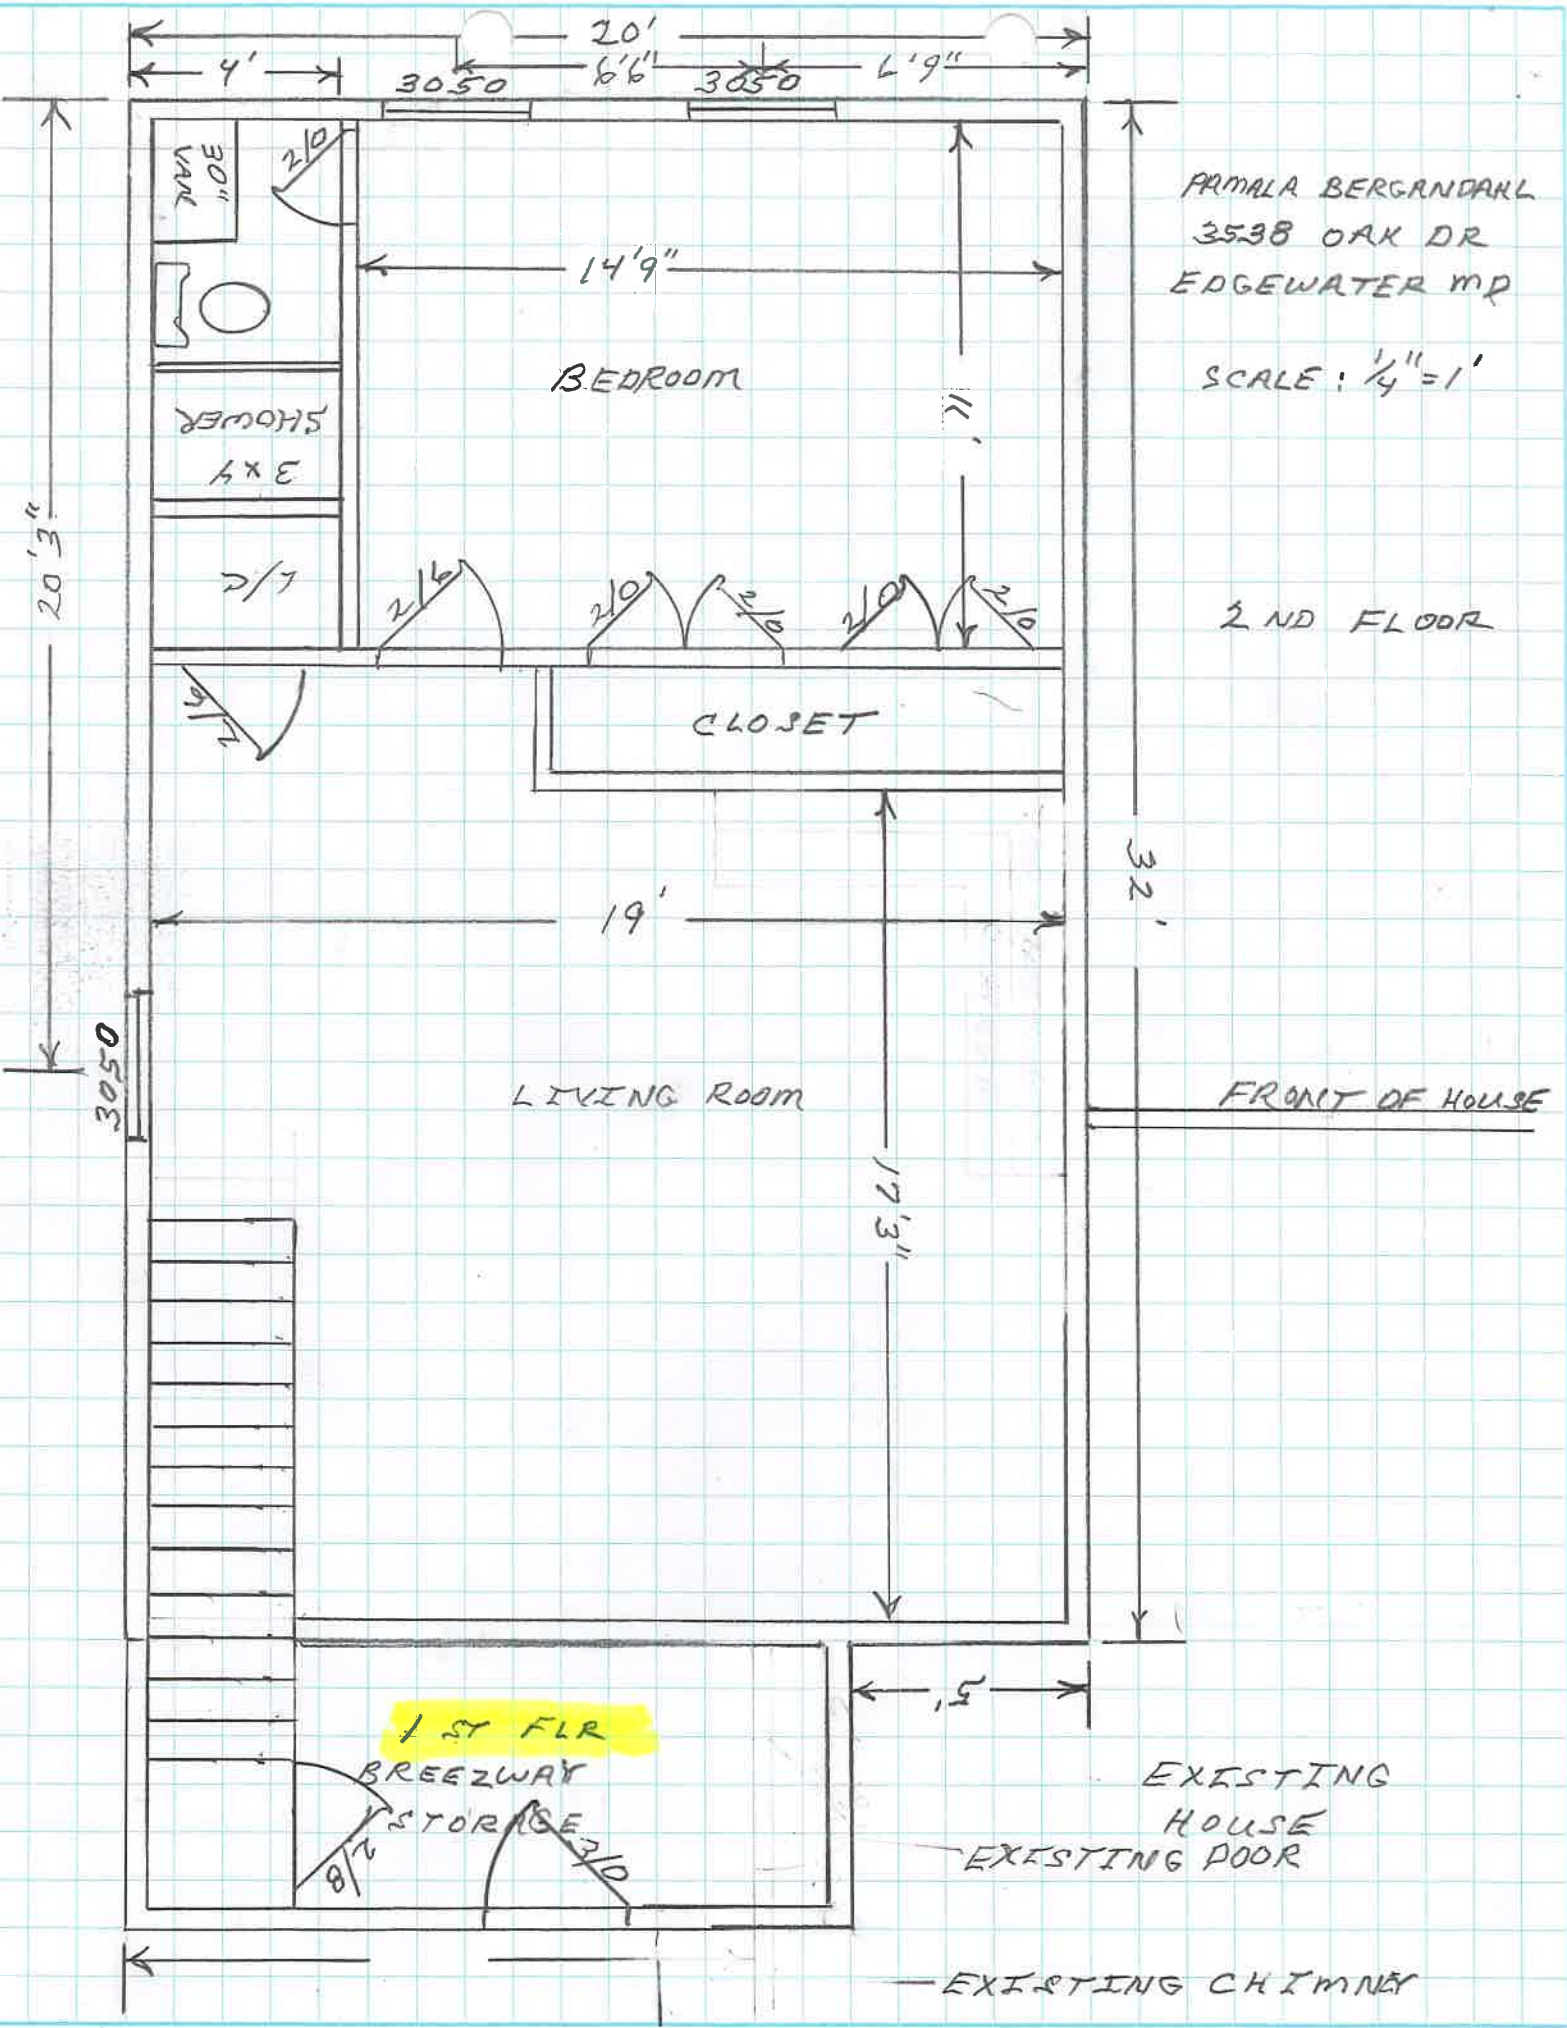 20'
4'
6'6"
6'9"
3050
3050
30"
VAN
2/0
PAMALA BERGANDAHL
3538 OAK DR
EDGEWATER MD
14'9"
BEDROOM
11'
SCALE: 1/4"=1'
SHOWER
3x4
20'3"
2/6
2/0
2/0
2/0
2/0
2 ND FLOOR
CLOSET
32'
19'
3050
LIVING ROOM
FRONT OF HOUSE
17'3"
5'
1 ST FLR
BREEZWAY
STORAGE
2/8
3/0
EXISTING
HOUSE
EXISTING DOOR
EXISTING CHIMNEY